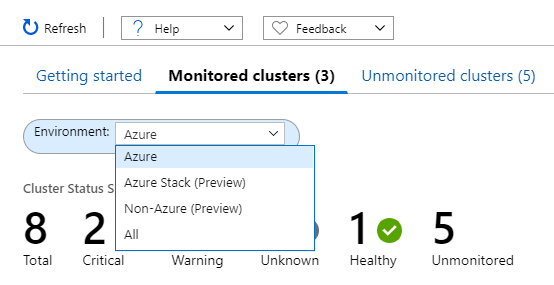 Refresh
Help
Feedback
Getting started
Monitored clusters (3)
Unmonitored clusters (5)
Environment:
Azure
Azure
Azure Stack (Preview)
Non-Azure (Preview)
All
Cluster Status S
8
2
1
5
Total
Critical
Warning
Unknown
Healthy
Unmonitored